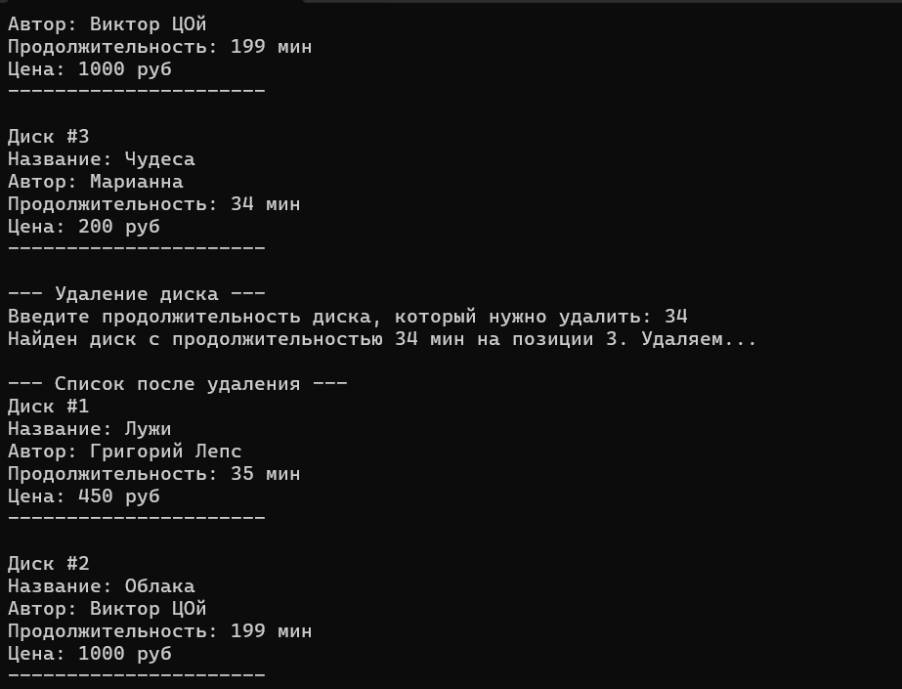 Автор: Виктор ЦОй
Продолжительность: 199 мин
Цена: 1000 руб
----------------------
Диск #3
Название: Чудеса
Автор: Марианна
Продолжительность: 34 мин
Цена: 200 руб
----------------------
--- Удаление диска ---
Введите продолжительность диска, который нужно удалить: 34
Найден диск с продолжительностью 34 мин на позиции 3. Удаляем...
--- Список после удаления ---
Диск #1
Название: Лужи
Автор: Григорий Лепс
Продолжительность: 35 мин
Цена: 450 руб
----------------------
Диск #2
Название: Облака
Автор: Виктор ЦОй
Продолжительность: 199 мин
Цена: 1000 руб
----------------------